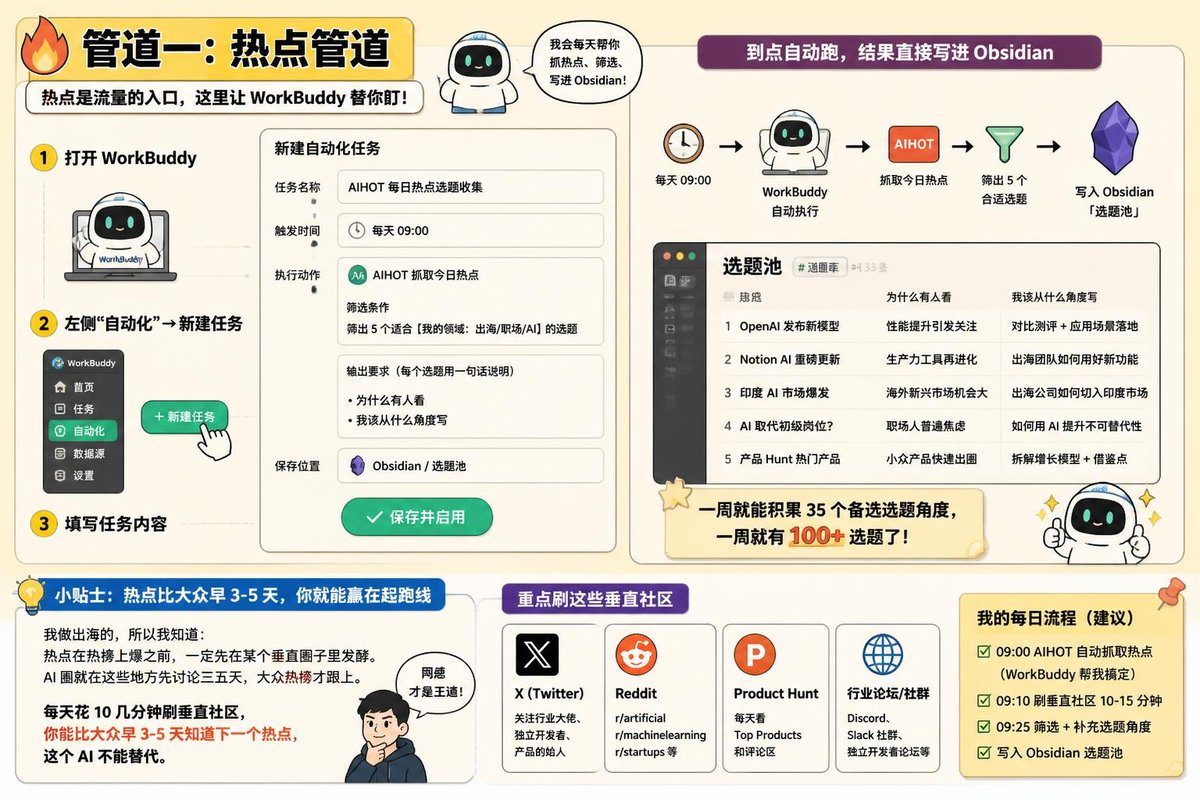 管道一：热点管道
热点是流量的入口，这里让 WorkBuddy 替你盯！
我会每天帮你
抓热点、筛选、
写进 Obsidian！
1 打开 WorkBuddy
WorkBuddy
2 左侧“自动化”→ 新建任务
WorkBuddy
首页
任务
自动化
数据源
设置
+ 新建任务
3 填写任务内容
新建自动化任务
任务名称
AIHOT 每日热点选题收集
触发时间
每天 09:00
执行动作
AIHOT 抓取今日热点
筛选条件
筛出 5 个适合【我的领域：出海/职场/AI】的选题
输出要求（每个选题用一句话说明）
• 为什么有人看
• 我该从什么角度写
保存位置
Obsidian / 选题池
保存并启用
到点自动跑，结果直接写进 Obsidian
每天 09:00
WorkBuddy
自动执行
AIHOT
抓取今日热点
筛出 5 个
合适选题
写入 Obsidian
「选题池」
选题池
为什么有人看
我该从什么角度写
1 OpenAI 发布新模型 性能提升引发关注 对比测评 + 应用场景落地
2 Notion AI 重磅更新 生产力工具再进化 出海团队如何用好新功能
3 印度 AI 市场爆发 海外新兴市场机会大 出海公司如何切入印度市场
4 AI 取代初级岗位？ 职场人普遍焦虑 如何用 AI 提升不可替代性
5 产品 Hunt 热门产品 小众产品快速出圈 拆解增长模型 + 借鉴点
一周就能积累 35 个备选选题角度，
一周就有 100+ 选题了！
小贴士：热点比大众早 3-5 天，你就能赢在起跑线
我做出海的，所以我知道：
热点在热榜上爆之前，一定先在某个垂直圈子里发酵。
AI 圈就在这些地方先讨论三五天，大众热榜才跟上。
每天花 10 几分钟刷垂直社区，
你能比大众早 3-5 天知道下一个热点，
这个 AI 不能替代。
网感
才是王道！
重点刷这些垂直社区
X (Twitter)
关注行业大佬、
独立开发者、
产品的始人
Reddit
r/artificial
r/machinelearning
r/startups 等
Product Hunt
每天看
Top Products
和评论区
行业论坛/社群
Discord、
Slack 社群、
独立开发者论坛等
我的每日流程（建议）
09:00 AIHOT 自动抓取热点
（WorkBuddy 帮我搞定）
09:10 刷垂直社区 10-15 分钟
09:25 筛选 + 补充选题角度
写入 Obsidian 选题池